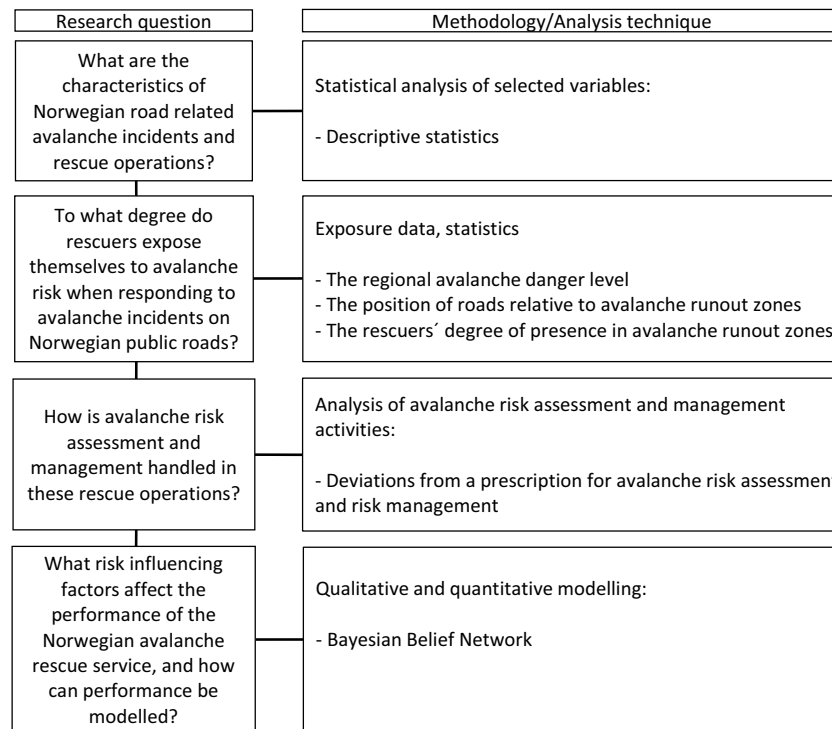 Research question
Methodology/Analysis technique
What are the
characteristics of
Norwegian road related
avalanche incidents and
rescue operations?
Statistical analysis of selected variables:
- Descriptive statistics
To what degree do
rescuers expose
themselves to avalanche
risk when responding to
avalanche incidents on
Norwegian public roads?
Exposure data, statistics
- The regional avalanche danger level
- The position of roads relative to avalanche runout zones
- The rescuers´ degree of presence in avalanche runout zones
How is avalanche risk
assessment and
management handled in
these rescue operations?
Analysis of avalanche risk assessment and management
activities:
- Deviations from a prescription for avalanche risk assessment
and risk management
What risk influencing
factors affect the
performance of the
Norwegian avalanche
rescue service, and how
can performance be
modelled?
Qualitative and quantitative modelling:
- Bayesian Belief Network